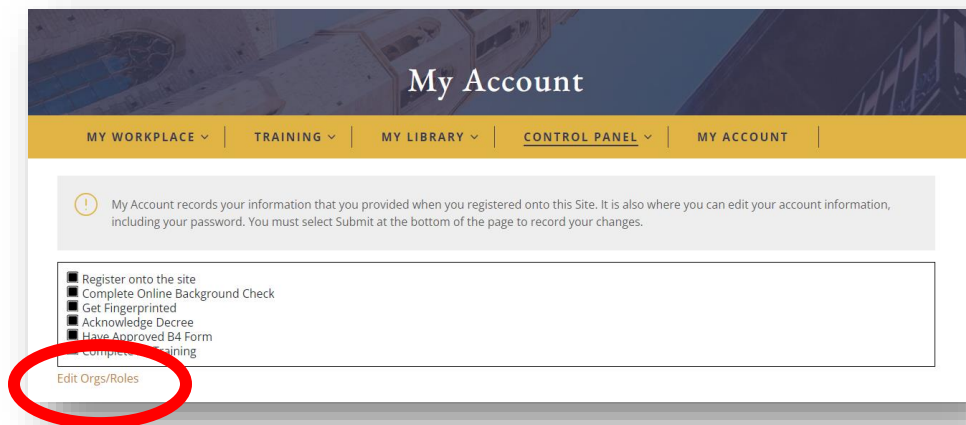 My Account
MY WORKPLACE TRAINING MY LIBRARY CONTROL PANEL MY ACCOUNT
My Account records your information that you provided when you registered onto this Site. It is also where you can edit your account information,
including your password. You must select Submit at the bottom of the page to record your changes.
Register onto the site
Complete Online Background Check
Get Fingerprinted
Acknowledge Decree
Have Approved B4 Form
Complete Training
Edit Orgs/Roles